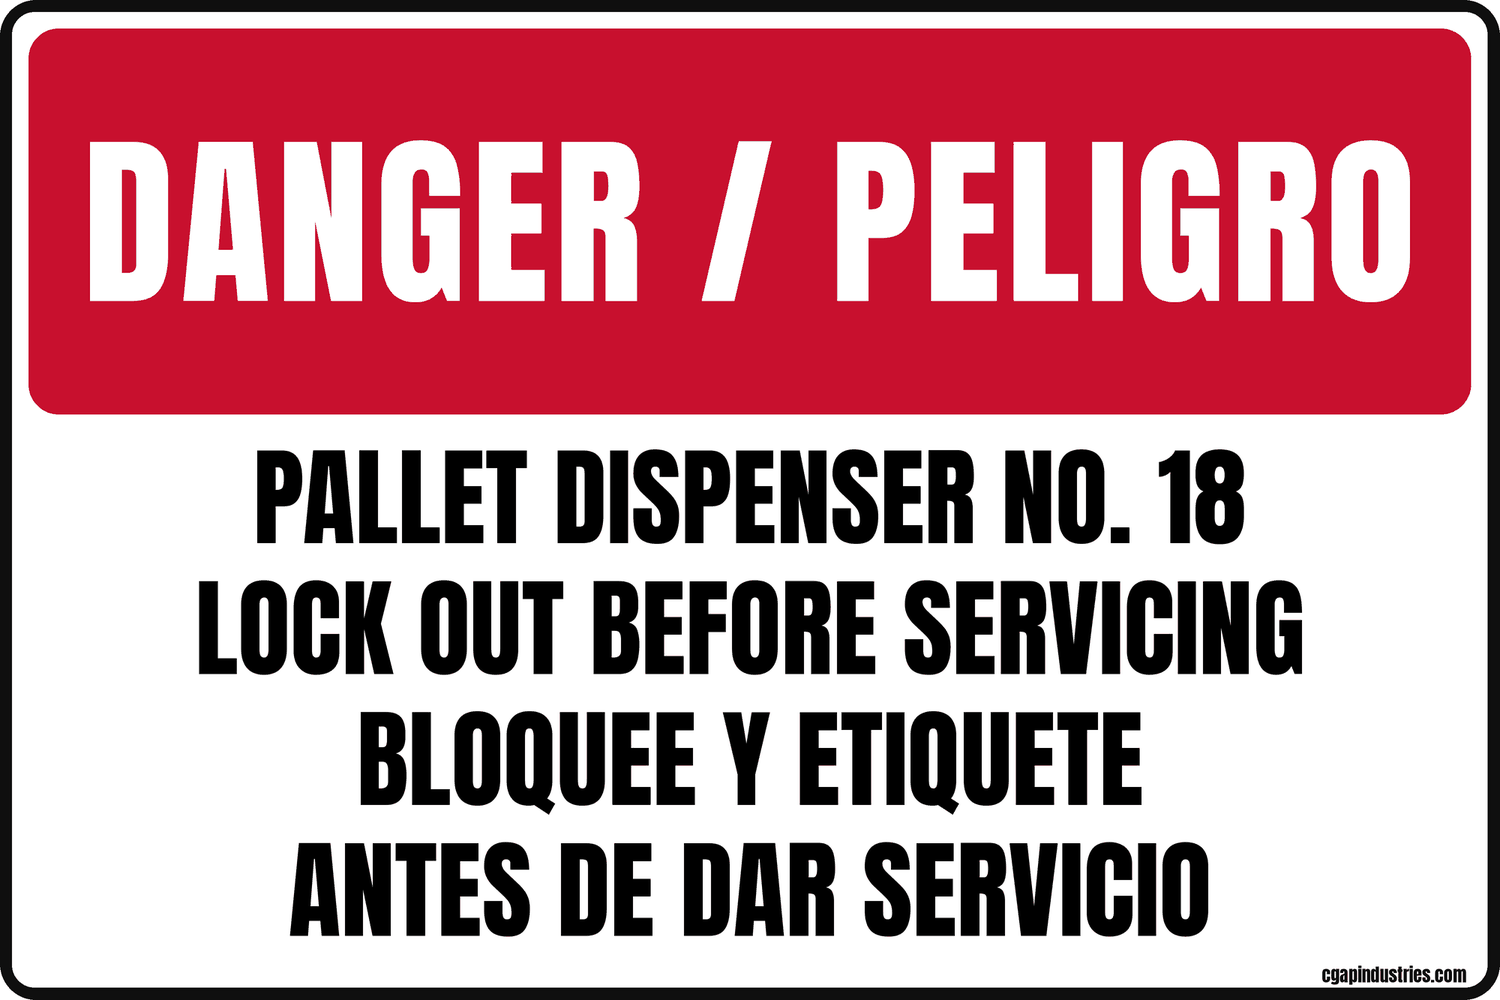 DANGER / PELIGRO
PALLET DISPENSER NO. 18
LOCK OUT BEFORE SERVICING
BLOQUEE Y ETIQUETE
ANTES DE DAR SERVICIO
cgapindustries.com